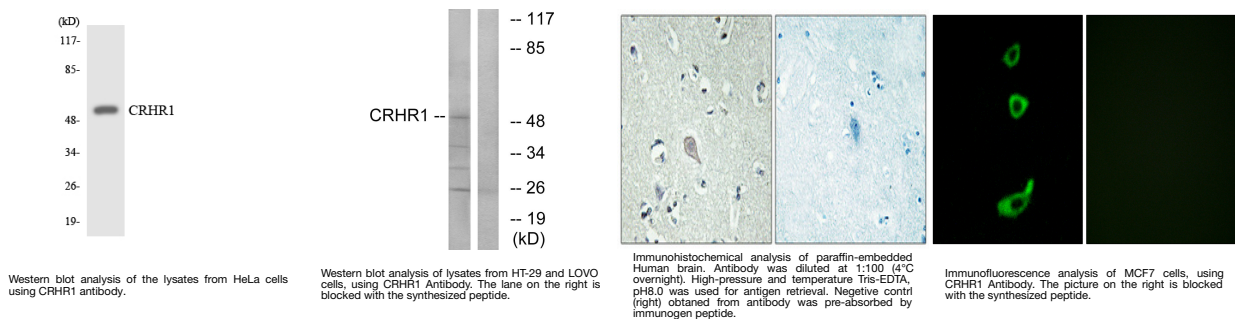 (kD)
117-
85-
48-
34-
26-
19-
CRHR1
Western blot analysis of the lysates from HeLa cells
using CRHR1 antibody.
CRHR1 --
-- 117
-- 85
-- 48
-- 34
-- 26
-- 19
(kD)
Western blot analysis of lysates from HT-29 and LOVO
cells, using CRHR1 Antibody. The lane on the right is
blocked with the synthesized peptide.
Immunohistochemical analysis of paraffin-embedded
Human brain. Antibody was diluted at 1:100 (4°C
overnight). High-pressure and temperature Tris-EDTA,
pH8.0 was used for antigen retrieval. Negetive contrl
(right) obtaned from antibody was pre-absorbed by
immunogen peptide.
Immunofluorescence analysis of MCF7 cells, using
CRHR1 Antibody. The picture on the right is blocked
with the synthesized peptide.